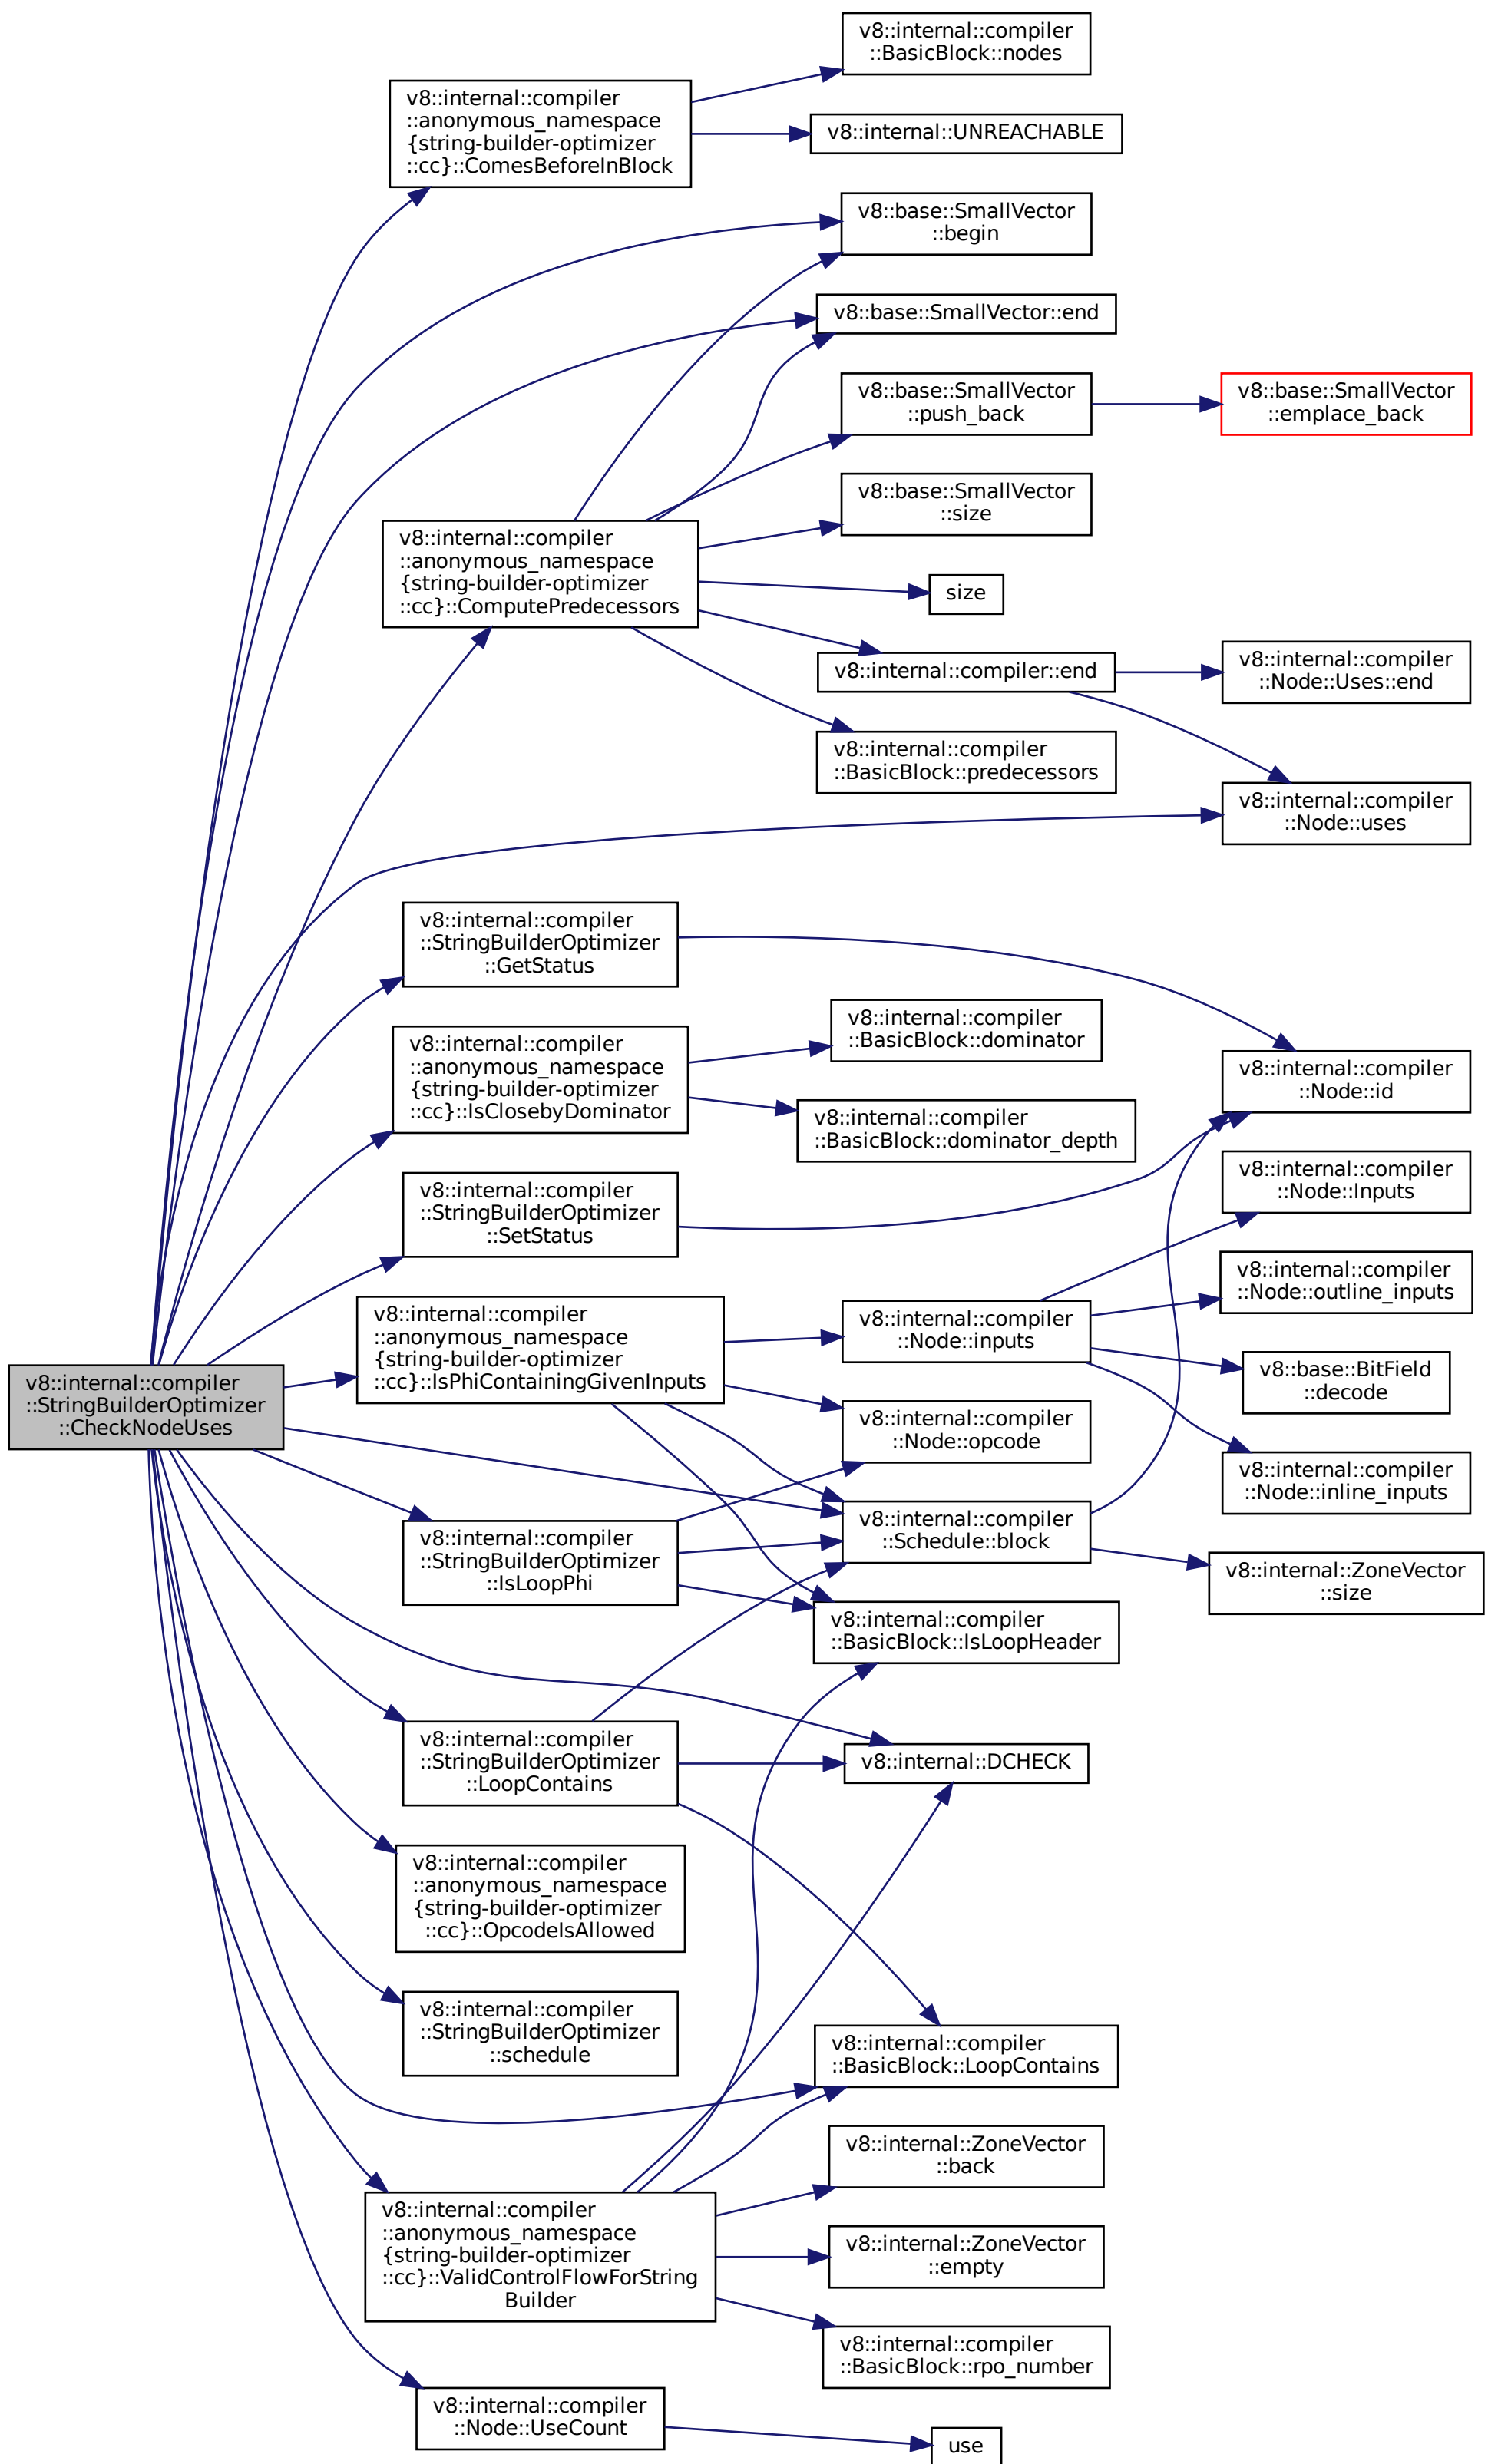 v8::internal::compiler
::BasicBlock::nodes
v8::internal::compiler
::anonymous_namespace
{string-builder-optimizer
::cc}::ComesBeforeInBlock
v8::internal::UNREACHABLE
v8::base::SmallVector
::begin
v8::base::SmallVector::end
v8::base::SmallVector
::push_back
v8::base::SmallVector
::emplace_back
v8::base::SmallVector
::size
v8::internal::compiler
::anonymous_namespace
{string-builder-optimizer
::cc}::ComputePredecessors
size
v8::internal::compiler::end
v8::internal::compiler
::Node::Uses::end
v8::internal::compiler
::BasicBlock::predecessors
v8::internal::compiler
::Node::uses
v8::internal::compiler
::StringBuilderOptimizer
::GetStatus
v8::internal::compiler
::BasicBlock::dominator
v8::internal::compiler
::anonymous_namespace
{string-builder-optimizer
::cc}::IsClosebyDominator
v8::internal::compiler
::Node::id
v8::internal::compiler
::BasicBlock::dominator_depth
v8::internal::compiler
::Node::Inputs
v8::internal::compiler
::StringBuilderOptimizer
::SetStatus
v8::internal::compiler
::Node::outline_inputs
v8::internal::compiler
::anonymous_namespace
{string-builder-optimizer
::cc}::IsPhiContainingGivenInputs
v8::internal::compiler
::Node::inputs
v8::base::BitField
::decode
v8::internal::compiler
::StringBuilderOptimizer
::CheckNodeUses
v8::internal::compiler
::Node::opcode
v8::internal::compiler
::Node::inline_inputs
v8::internal::compiler
::Schedule::block
v8::internal::compiler
::StringBuilderOptimizer
::IsLoopPhi
v8::internal::ZoneVector
::size
v8::internal::compiler
::BasicBlock::IsLoopHeader
v8::internal::compiler
::StringBuilderOptimizer
::LoopContains
v8::internal::DCHECK
v8::internal::compiler
::anonymous_namespace
{string-builder-optimizer
::cc}::OpcodeIsAllowed
v8::internal::compiler
::StringBuilderOptimizer
::schedule
v8::internal::compiler
::BasicBlock::LoopContains
v8::internal::ZoneVector
::back
v8::internal::compiler
::anonymous_namespace
{string-builder-optimizer
::cc}::ValidControlFlowForString
Builder
v8::internal::ZoneVector
::empty
v8::internal::compiler
::BasicBlock::rpo_number
v8::internal::compiler
::Node::UseCount
use